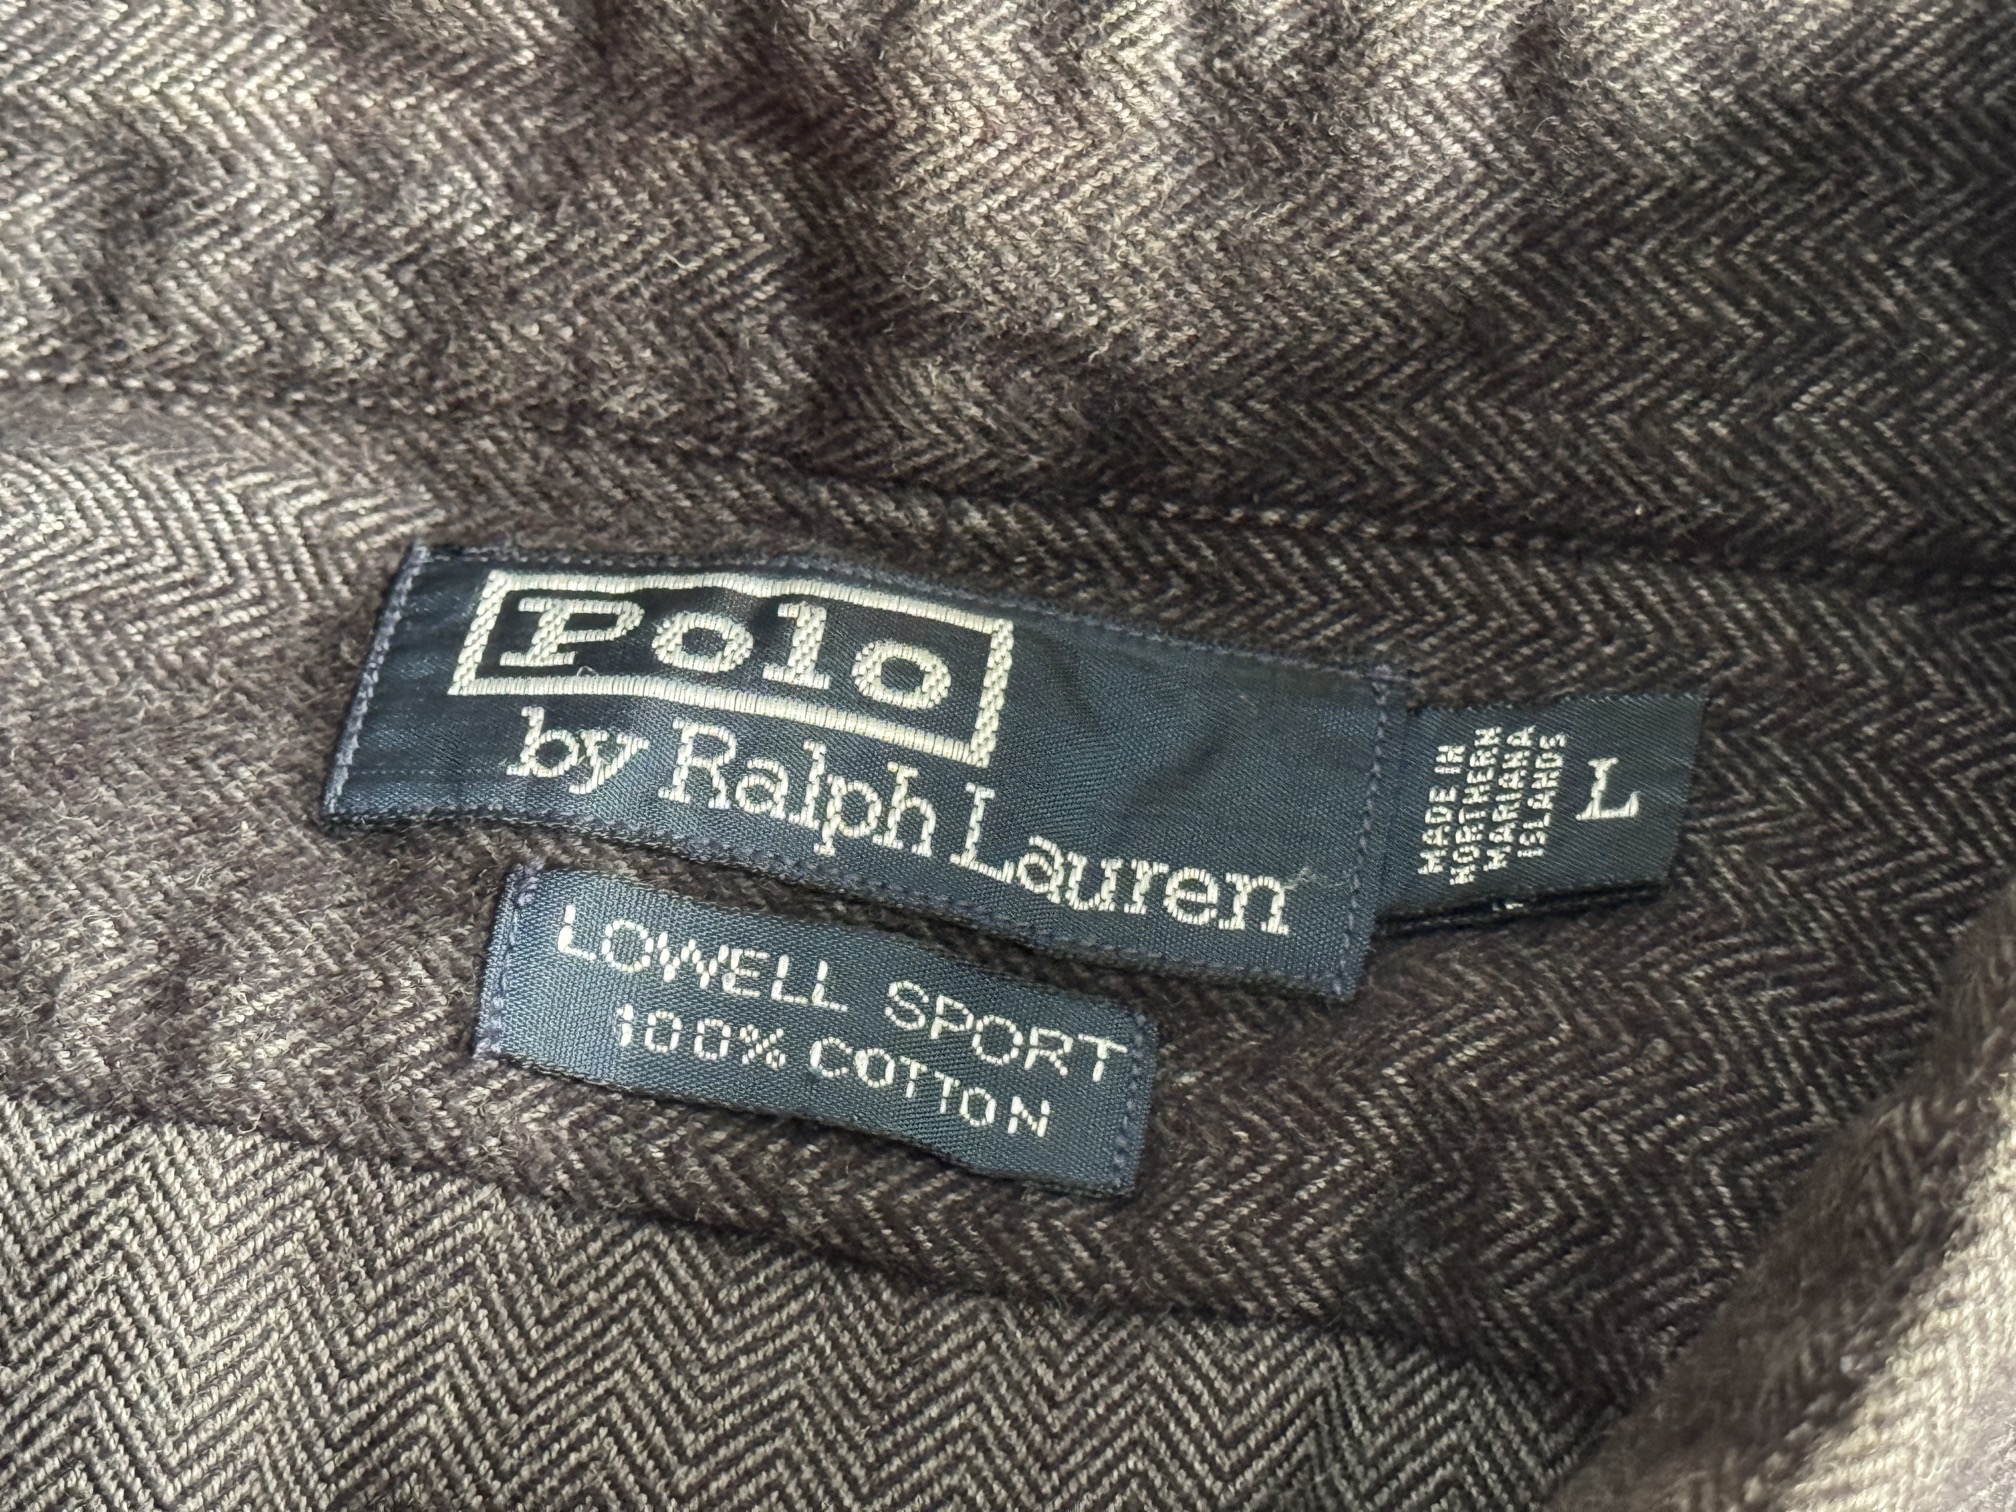 Polo
by Ralph Lauren
MADE IN
NORTHERN
MARIANA
ISLANDS
L
LOWELL SPORT
100% COTTON